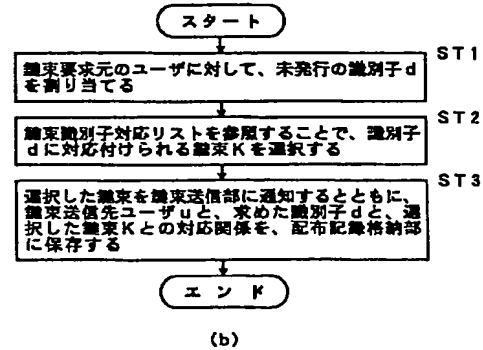 スタート
ST1
鍵束要求元のユーザに対して、未発行の識別子d
を割り当てる
ST2
鍵束識別子対応リストを参照することで、識別子
dに対応付けられる鍵束Kを選択する
ST3
選択した鍵束を鍵束送信部に通知するとともに、
鍵束送信先ユーザuと、求めた識別子dと、選
択した鍵束Kとの対応関係を、配布記録格納部
に保存する
エンド
(b)